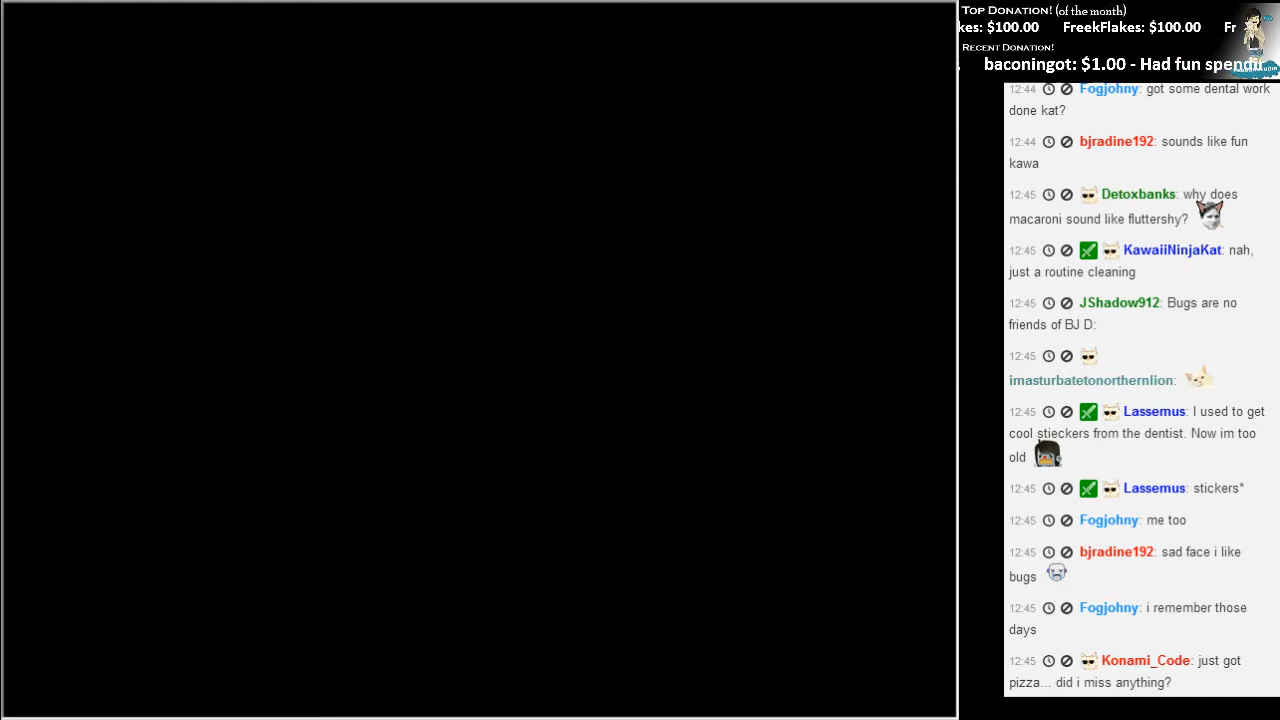 TOP DONATION! (of the month)
kes: $100.00 FreekFlakes: $100.00 Fr
RECENT DONATION!
baconingot: $1.00 - Had fun spendi
12:44 Fogjohny: got some dental work
done kat?
12:44 bjradine192: sounds like fun
kawa
12:45 Detoxbanks: why does
macaroni sound like fluttershy?
12:45 KawaiiNinjaKat: nah,
just a routine cleaning
12:45 JShadow912: Bugs are no
friends of BJ D:
12:45
imasturbatetonorthernlion:
12:45 Lassemus: I used to get
cool stieckers from the dentist. Now im too
old
12:45 Lassemus: stickers*
12:45 Fogjohny: me too
12:45 bjradine192: sad face i like
bugs
12:45 Fogjohny: i remember those
days
12:45 Konami_Code: just got
pizza... did i miss anything?